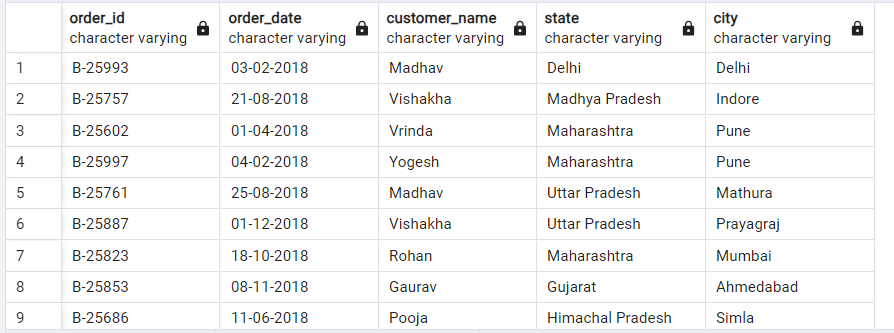 order_id order_date customer_name state city
character varying character varying character varying character varying character varying
1 B-25993 03-02-2018 Madhav Delhi Delhi
2 B-25757 21-08-2018 Vishakha Madhya Pradesh Indore
3 B-25602 01-04-2018 Vrinda Maharashtra Pune
4 B-25997 04-02-2018 Yogesh Maharashtra Pune
5 B-25761 25-08-2018 Madhav Uttar Pradesh Mathura
6 B-25887 01-12-2018 Vishakha Uttar Pradesh Prayagraj
7 B-25823 18-10-2018 Rohan Maharashtra Mumbai
8 B-25853 08-11-2018 Gaurav Gujarat Ahmedabad
9 B-25686 11-06-2018 Pooja Himachal Pradesh Simla